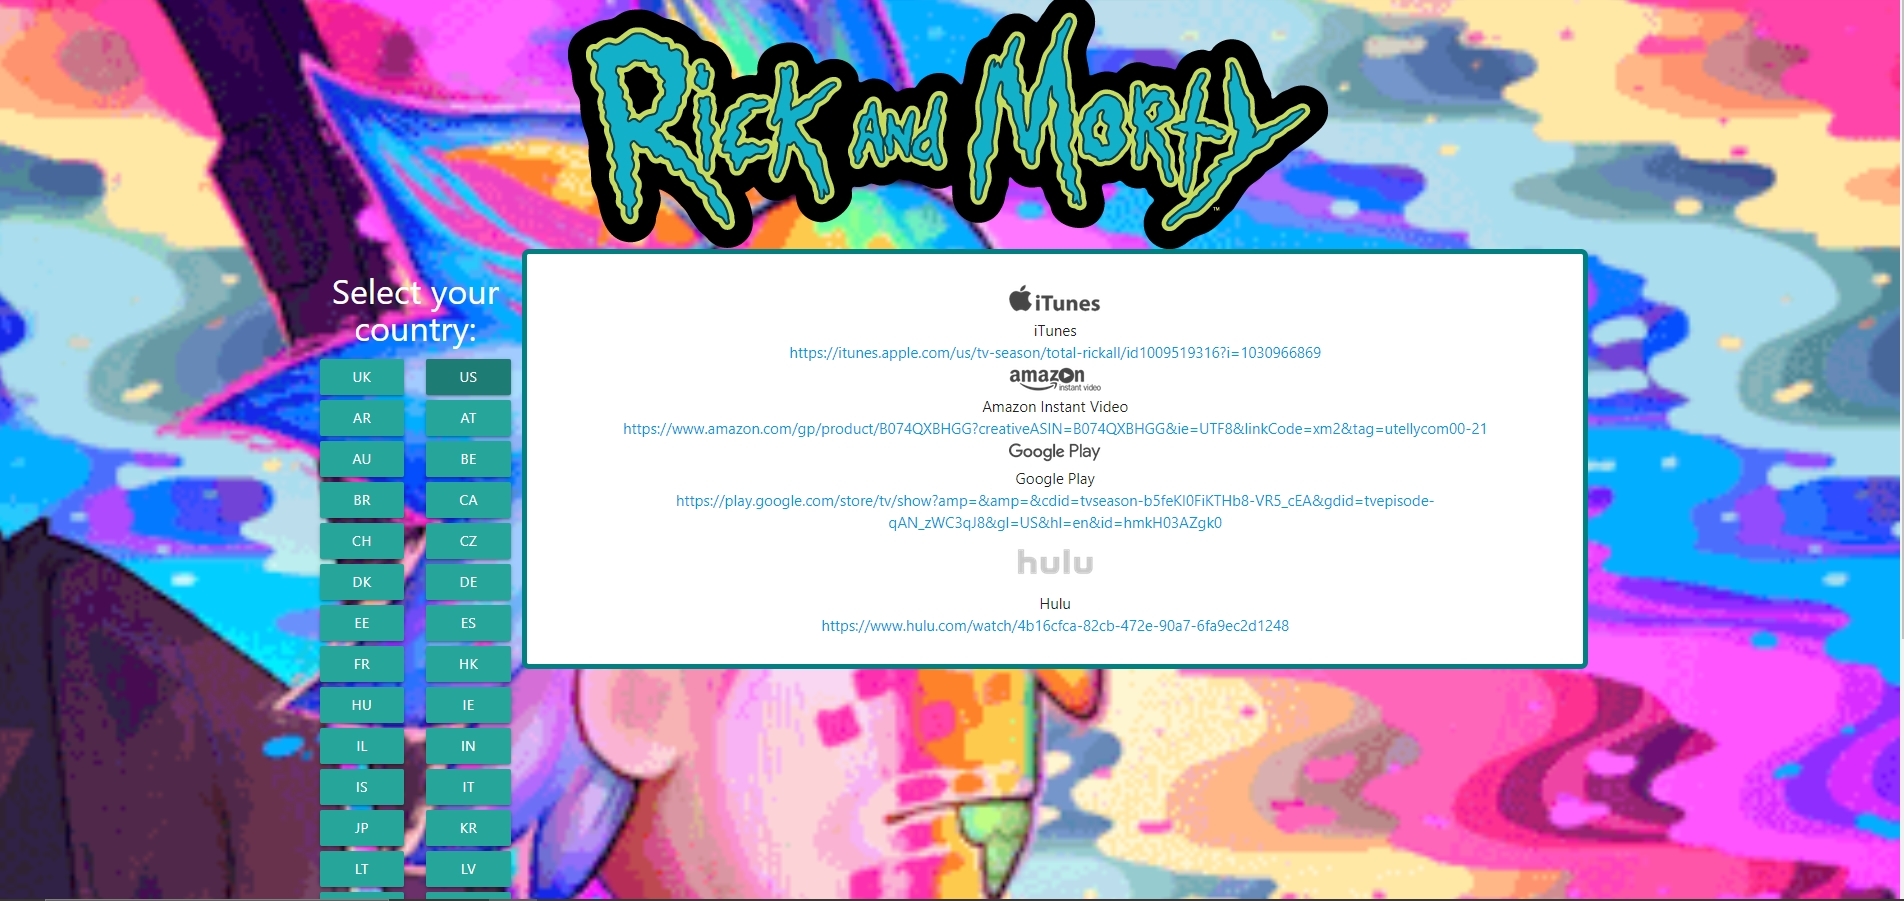 RICK AND MORTY
™
Select your
country:
UK
US
AR
AT
AU
BE
BR
CA
CH
CZ
DK
DE
EE
ES
FR
HK
HU
IE
IL
IN
IS
IT
JP
KR
LT
LV
iTunes
iTunes
https://itunes.apple.com/us/tv-season/total-rickall/id1009519316?i=1030966869
amazon
instant video
Amazon Instant Video
https://www.amazon.com/gp/product/B074QXBHGG?creativeASIN=B074QXBHGG&ie=UTF8&linkCode=xm2&tag=utellycom00-21
Google Play
Google Play
https://play.google.com/store/tv/show?amp=&amp=&cdid=tvseason-b5feKl0FiKTHb8-VR5_cEA&gdid=tvepisode-
qAN_zWC3qJ8&gl=US&hl=en&id=hmkH03AZgk0
hulu
Hulu
https://www.hulu.com/watch/4b16cfca-82cb-472e-90a7-6fa9ec2d1248